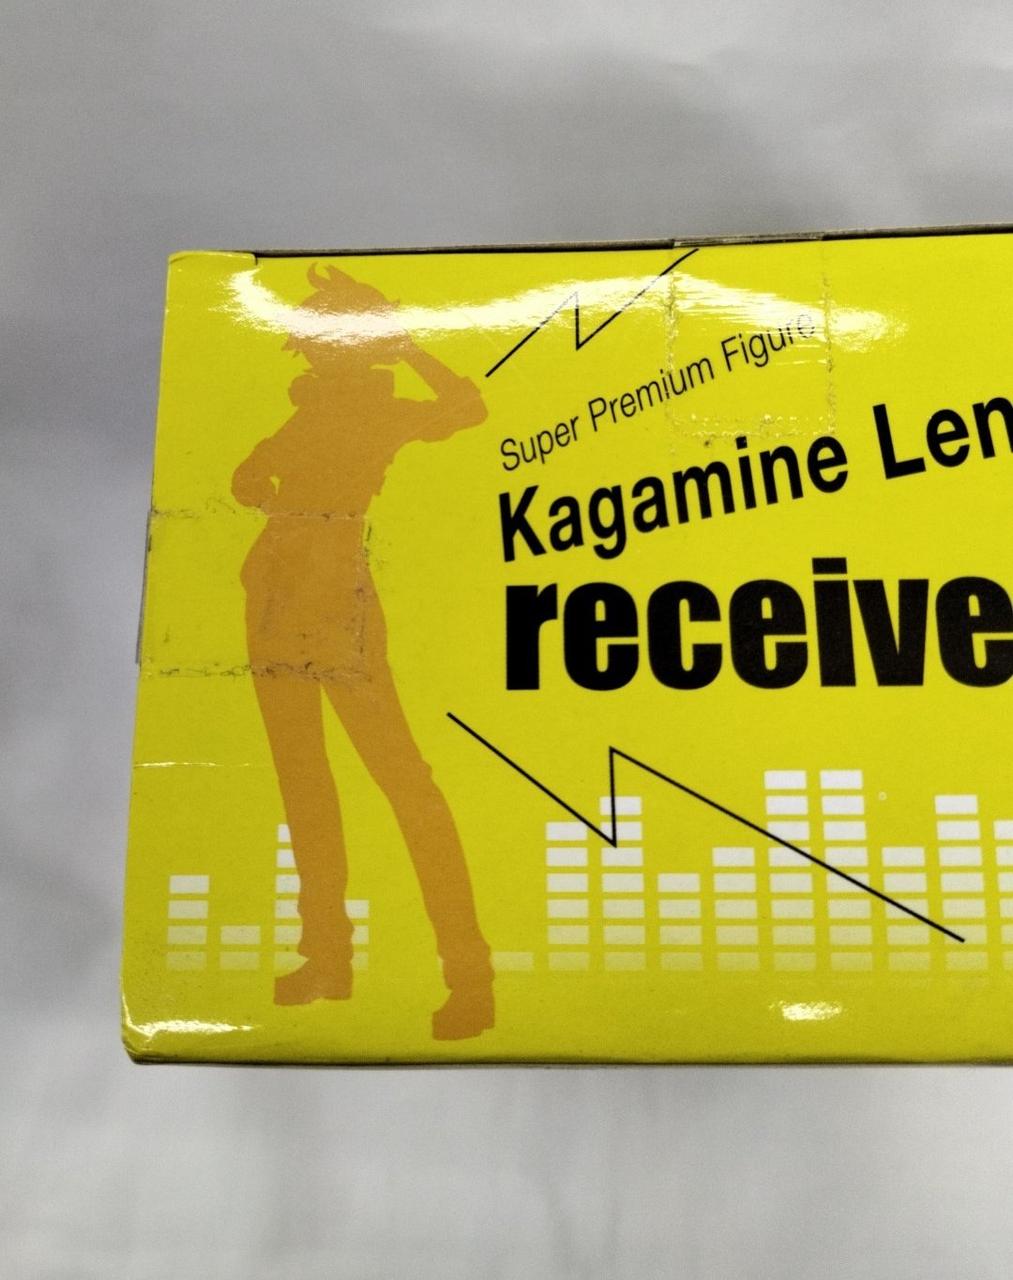 Super Premium Figure
Kagamine Len
receive